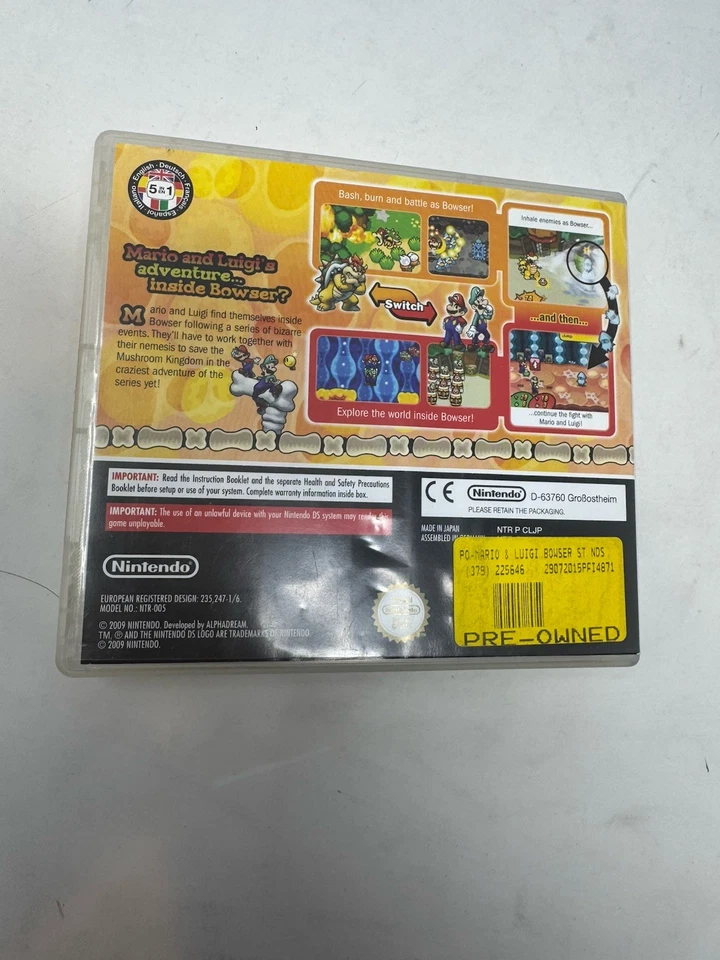 English · Deutsch · Français · Español · Italiano
5 IN 1
Mario and Luigi's
adventure...
inside Bowser?
Mario and Luigi find themselves inside
Bowser following a series of bizarre
events. They'll have to work together with
their nemesis to save the
Mushroom Kingdom in the
craziest adventure of the
series yet!
Bash, burn and battle as Bowser!
Switch
Explore the world inside Bowser!
Inhale enemies as Bowser...
...and then...
...continue the fight with
Mario and Luigi!
IMPORTANT: Read the Instruction Booklet and the separate Health and Safety Precautions
Booklet before setup or use of your system. Complete warranty information inside box.
IMPORTANT: The use of an unlawful device with your Nintendo DS system may render this
game unplayable.
Nintendo
EUROPEAN REGISTERED DESIGN: 235,247-1/6.
MODEL NO.: NTR-005
© 2009 NINTENDO. Developed by ALPHADREAM.
TM, ® AND THE NINTENDO DS LOGO ARE TRADEMARKS OF NINTENDO.
© 2009 NINTENDO.
CE Nintendo D-63760 Großostheim
PLEASE RETAIN THE PACKAGING.
MADE IN JAPAN
ASSEMBLED IN
NTR P CLJP
PO-MARIO & LUIGI BOWSER ST NDS
(379) 225646 29072015PFI4871
PRE-OWNED